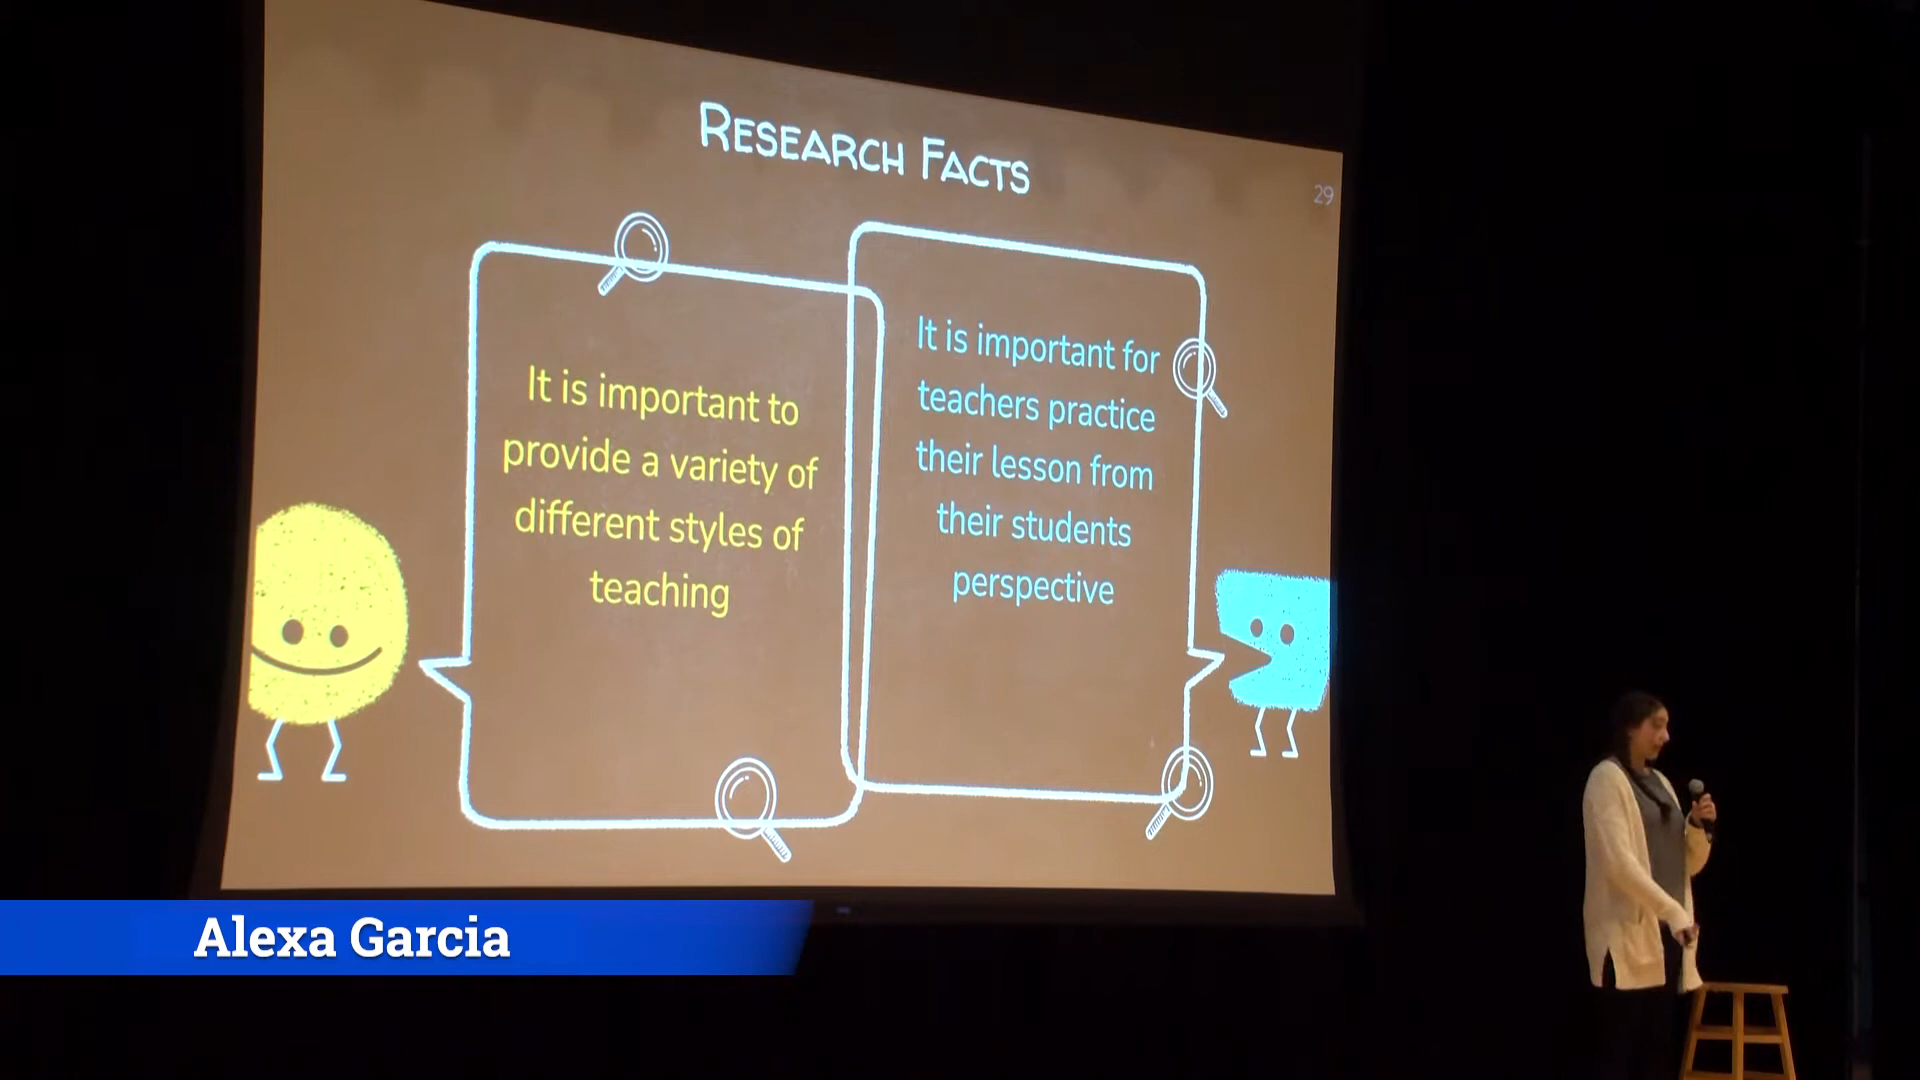 RESEARCH FACTS
29
It is important to
provide a variety of
different styles of
teaching
It is important for
teachers practice
their lesson from
their students
perspective
Alexa Garcia